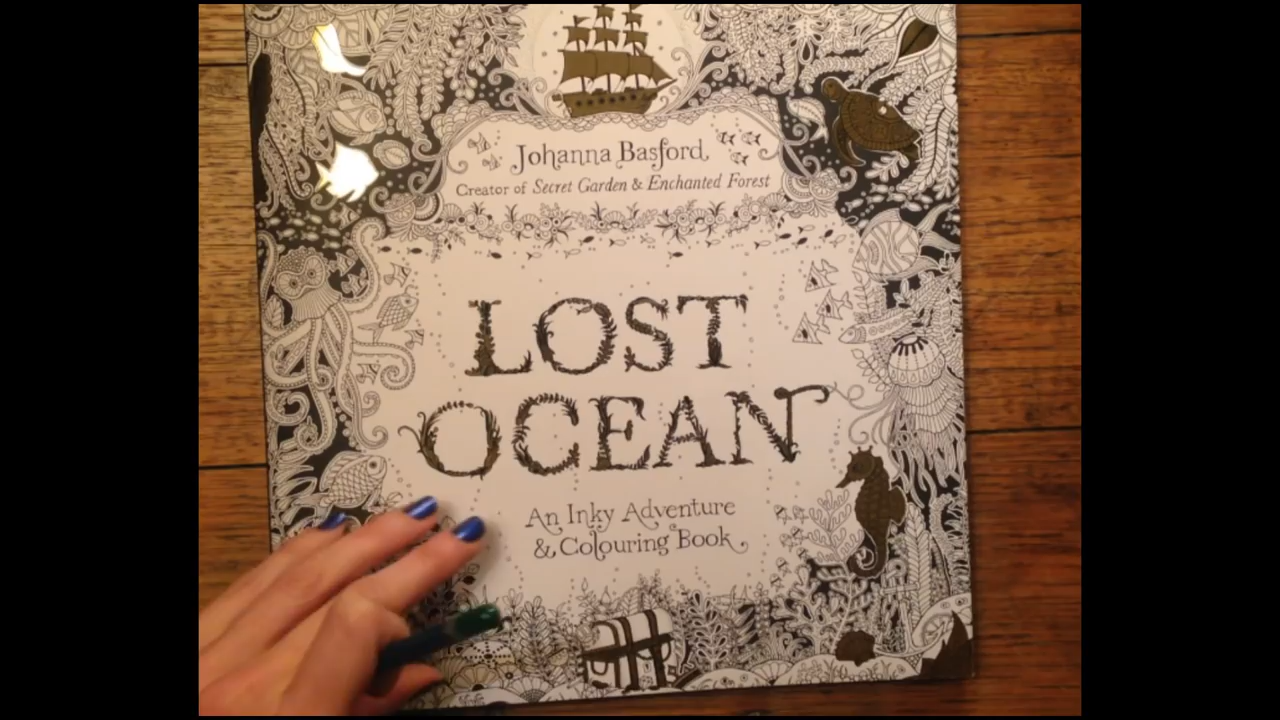 Johanna Basford
Creator of Secret Garden & Enchanted Forest
LOST
OCEAN
An Inky Adventure
& Colouring Book